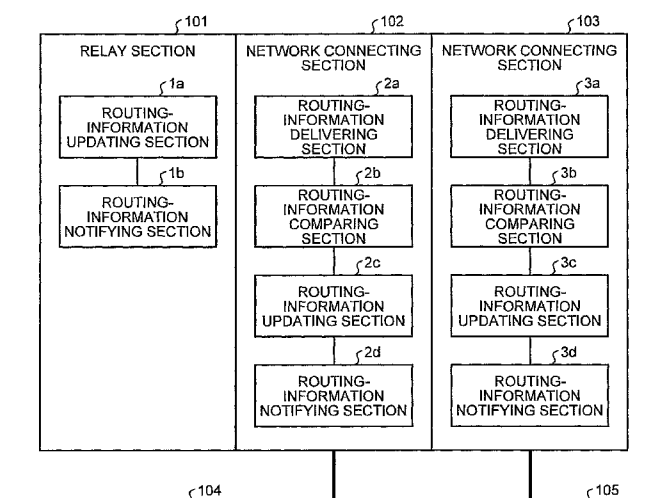 101
102
103
RELAY SECTION
NETWORK CONNECTING
SECTION
NETWORK CONNECTING
SECTION
1a
ROUTING-
INFORMATION
UPDATING SECTION
1b
ROUTING-
INFORMATION
NOTIFYING SECTION
2a
ROUTING-
INFORMATION
DELIVERING
SECTION
2b
ROUTING-
INFORMATION
COMPARING
SECTION
2c
ROUTING-
INFORMATION
UPDATING SECTION
2d
ROUTING-
INFORMATION
NOTIFYING SECTION
3a
ROUTING-
INFORMATION
DELIVERING
SECTION
3b
ROUTING-
INFORMATION
COMPARING
SECTION
3c
ROUTING-
INFORMATION
UPDATING SECTION
3d
ROUTING-
INFORMATION
NOTIFYING SECTION
104
105